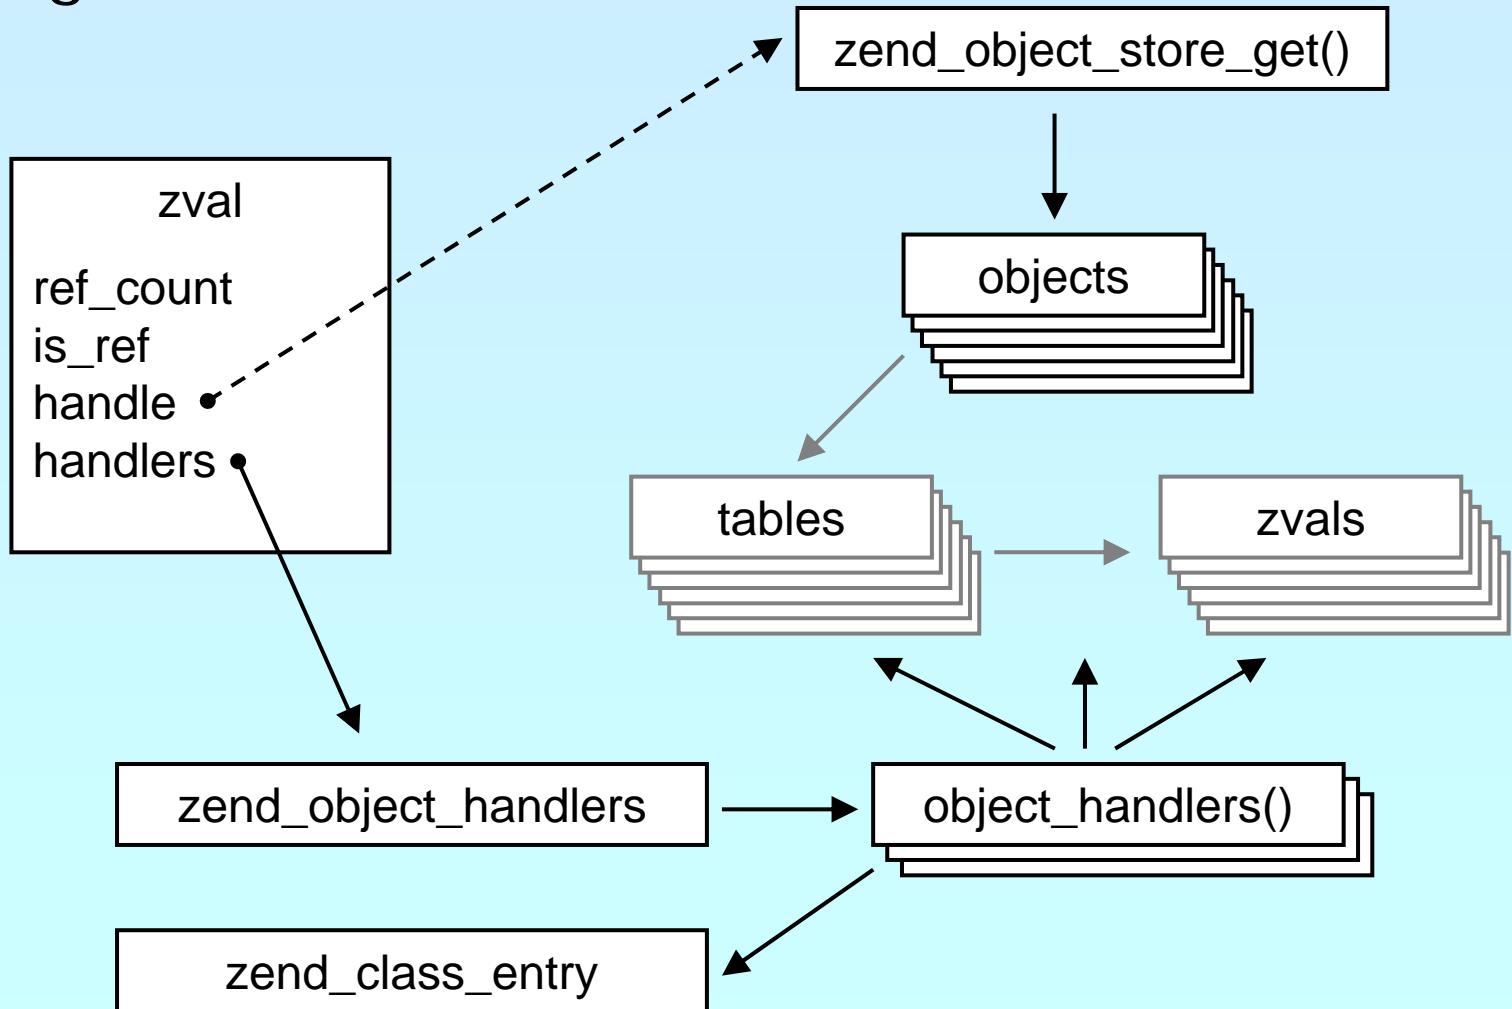 zend_object_store_get()
zval
ref_count
is_ref
handle
handlers
objects
tables
zvals
zend_object_handlers
object_handlers()
zend_class_entry